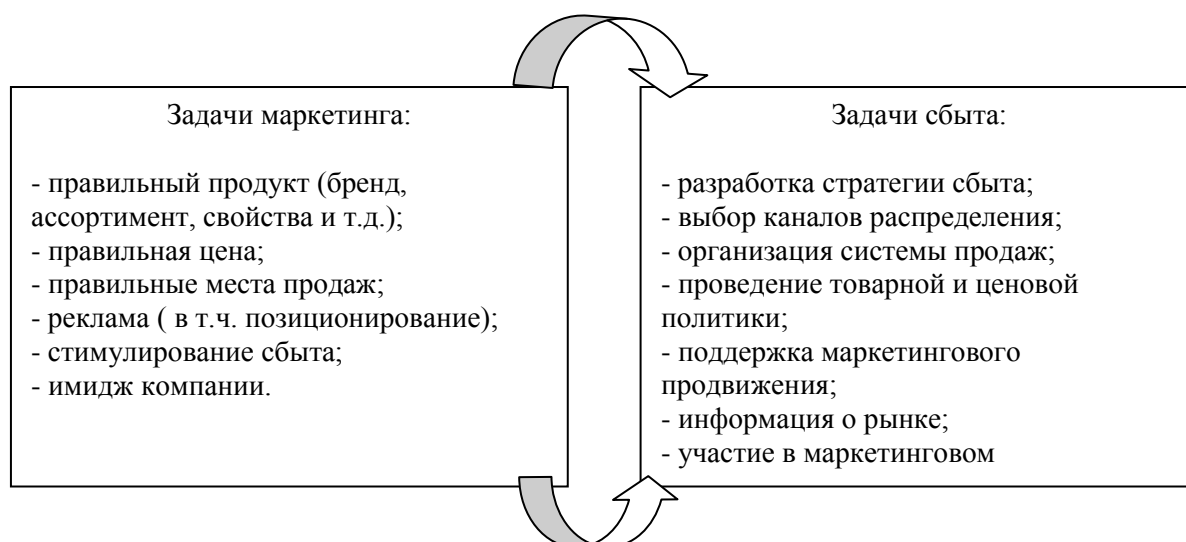 Задачи маркетинга:
- правильный продукт (бренд,
ассортимент, свойства и т.д.);
- правильная цена;
- правильные места продаж;
- реклама ( в т.ч. позиционирование);
- стимулирование сбыта;
- имидж компании.
Задачи сбыта:
- разработка стратегии сбыта;
- выбор каналов распределения;
- организация системы продаж;
- проведение товарной и ценовой
политики;
- поддержка маркетингового
продвижения;
- информация о рынке;
- участие в маркетинговом